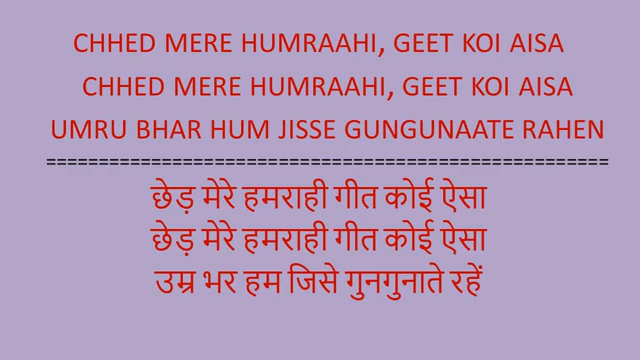 CHHED MERE HUMRAAHI, GEET KOI AISA
CHHED MERE HUMRAAHI, GEET KOI AISA
UMRU BHAR HUM JISSE GUNGUNAATE RAHEN
======================================================
छेड़ मेरे हमराही गीत कोई ऐसा
छेड़ मेरे हमराही गीत कोई ऐसा
उम्र भर हम जिसे गुनगुनाते रहें